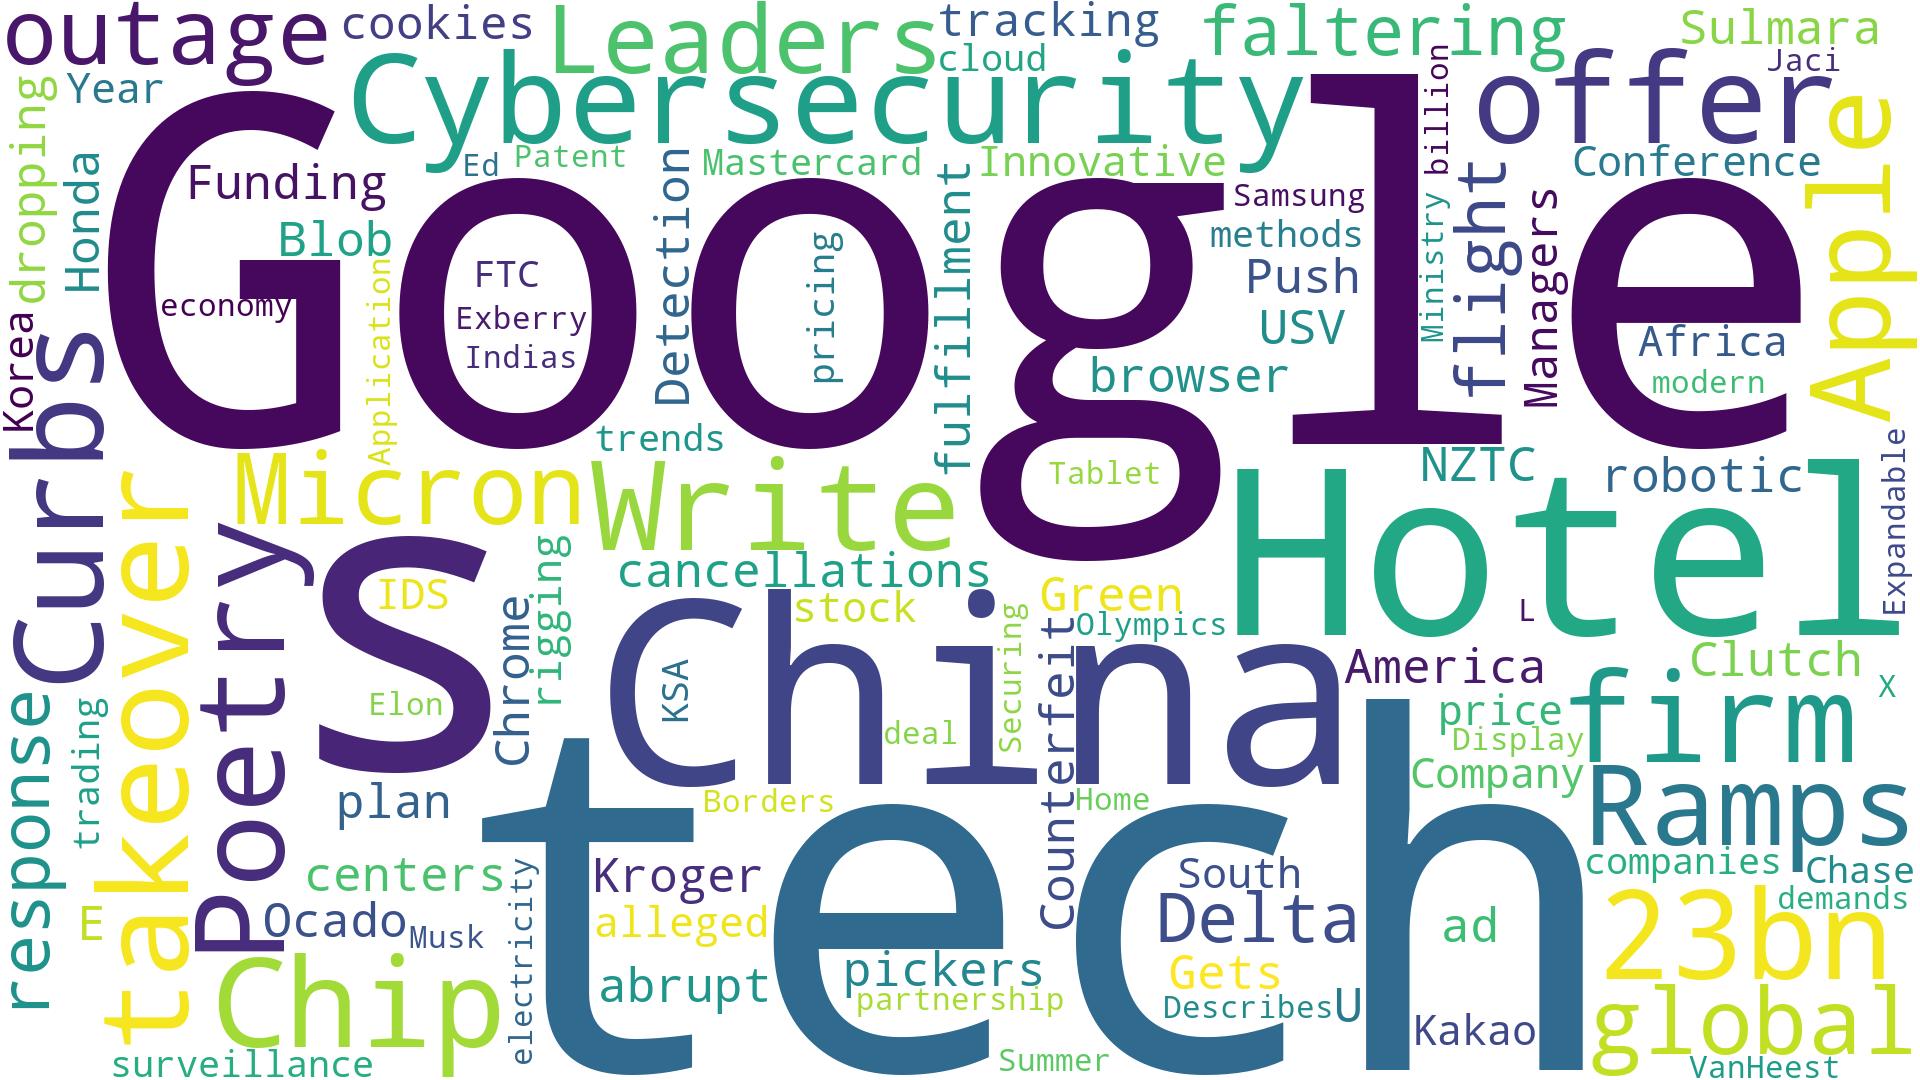 outage
cookies
Leaders
tracking
cloud
faltering
Sulmara
Jaci
Year
Cybersecurity
billion
offer
dropping
Honda
Funding
Ed
Patent
Detection
Mastercard
fulfillment
Innovative
Samsung
Ministry
flight
Conference
Apple
Google
Blob
methods
Managers
economy
Application
FTC
Exberry
Indias
pricing
Push
USV
browser
Africa
modern
Korea
Curbs
trends
Tablet
NZTC
robotic
Expandable
Micron
Write
Hotel
takeover
Poetry
s
IDS
Elon
Chrome
rigging
cancellations
stock
China
KSA
deal
Securing
Green
Olympics
Counterfeit
L
America
Clutch
X
price
Display
firm
Company
response
trading
plan
Borders
Home
tech
Ramps
centers
electricity
Kroger
South
companies
Chase
demands
E
Ocado
Musk
alleged
Delta
ad
23bn
Chip
abrupt
pickers
partnership
Gets
Describes
U
Kakao
global
surveillance
Summer
VanHeest